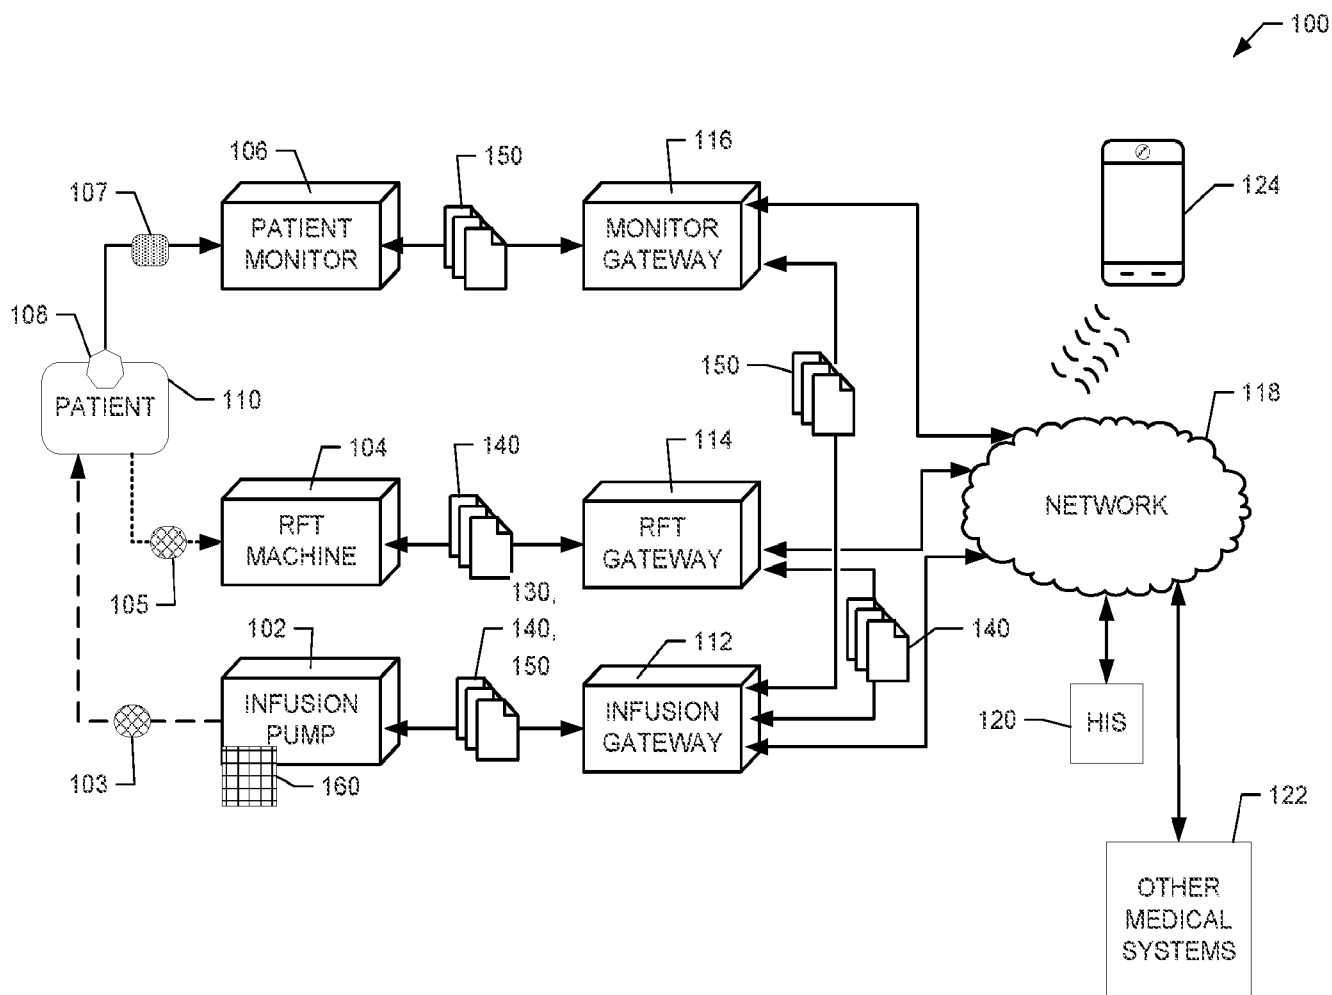 100
106
150
116
107
PATIENT
MONITOR
MONITOR
GATEWAY
124
108
PATIENT
110
150
118
104
140
114
RFT
MACHINE
RFT
GATEWAY
NETWORK
105
130,
140,
150
102
112
140
INFUSION
PUMP
INFUSION
GATEWAY
120
HIS
103
160
122
OTHER
MEDICAL
SYSTEMS